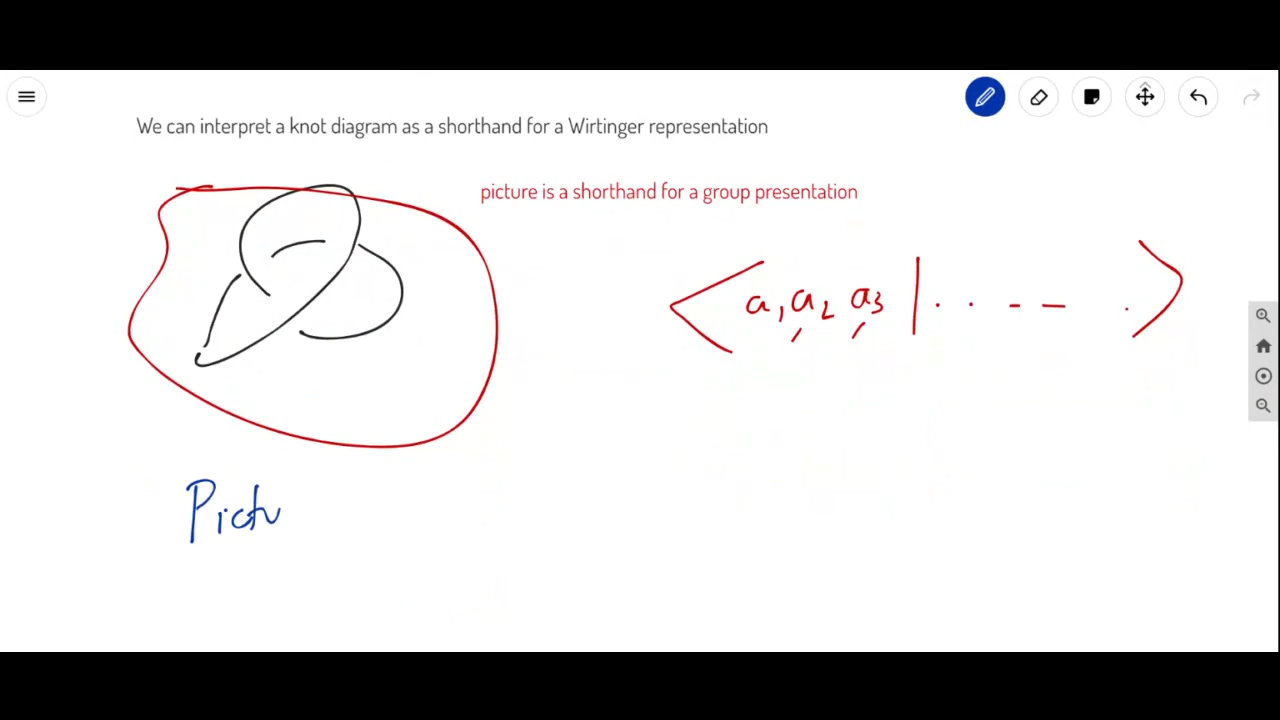 We can interpret a knot diagram as a shorthand for a Wirtinger representation
picture is a shorthand for a group presentation
< a₁ a₂ a₃ | . . - - . >
Pictu